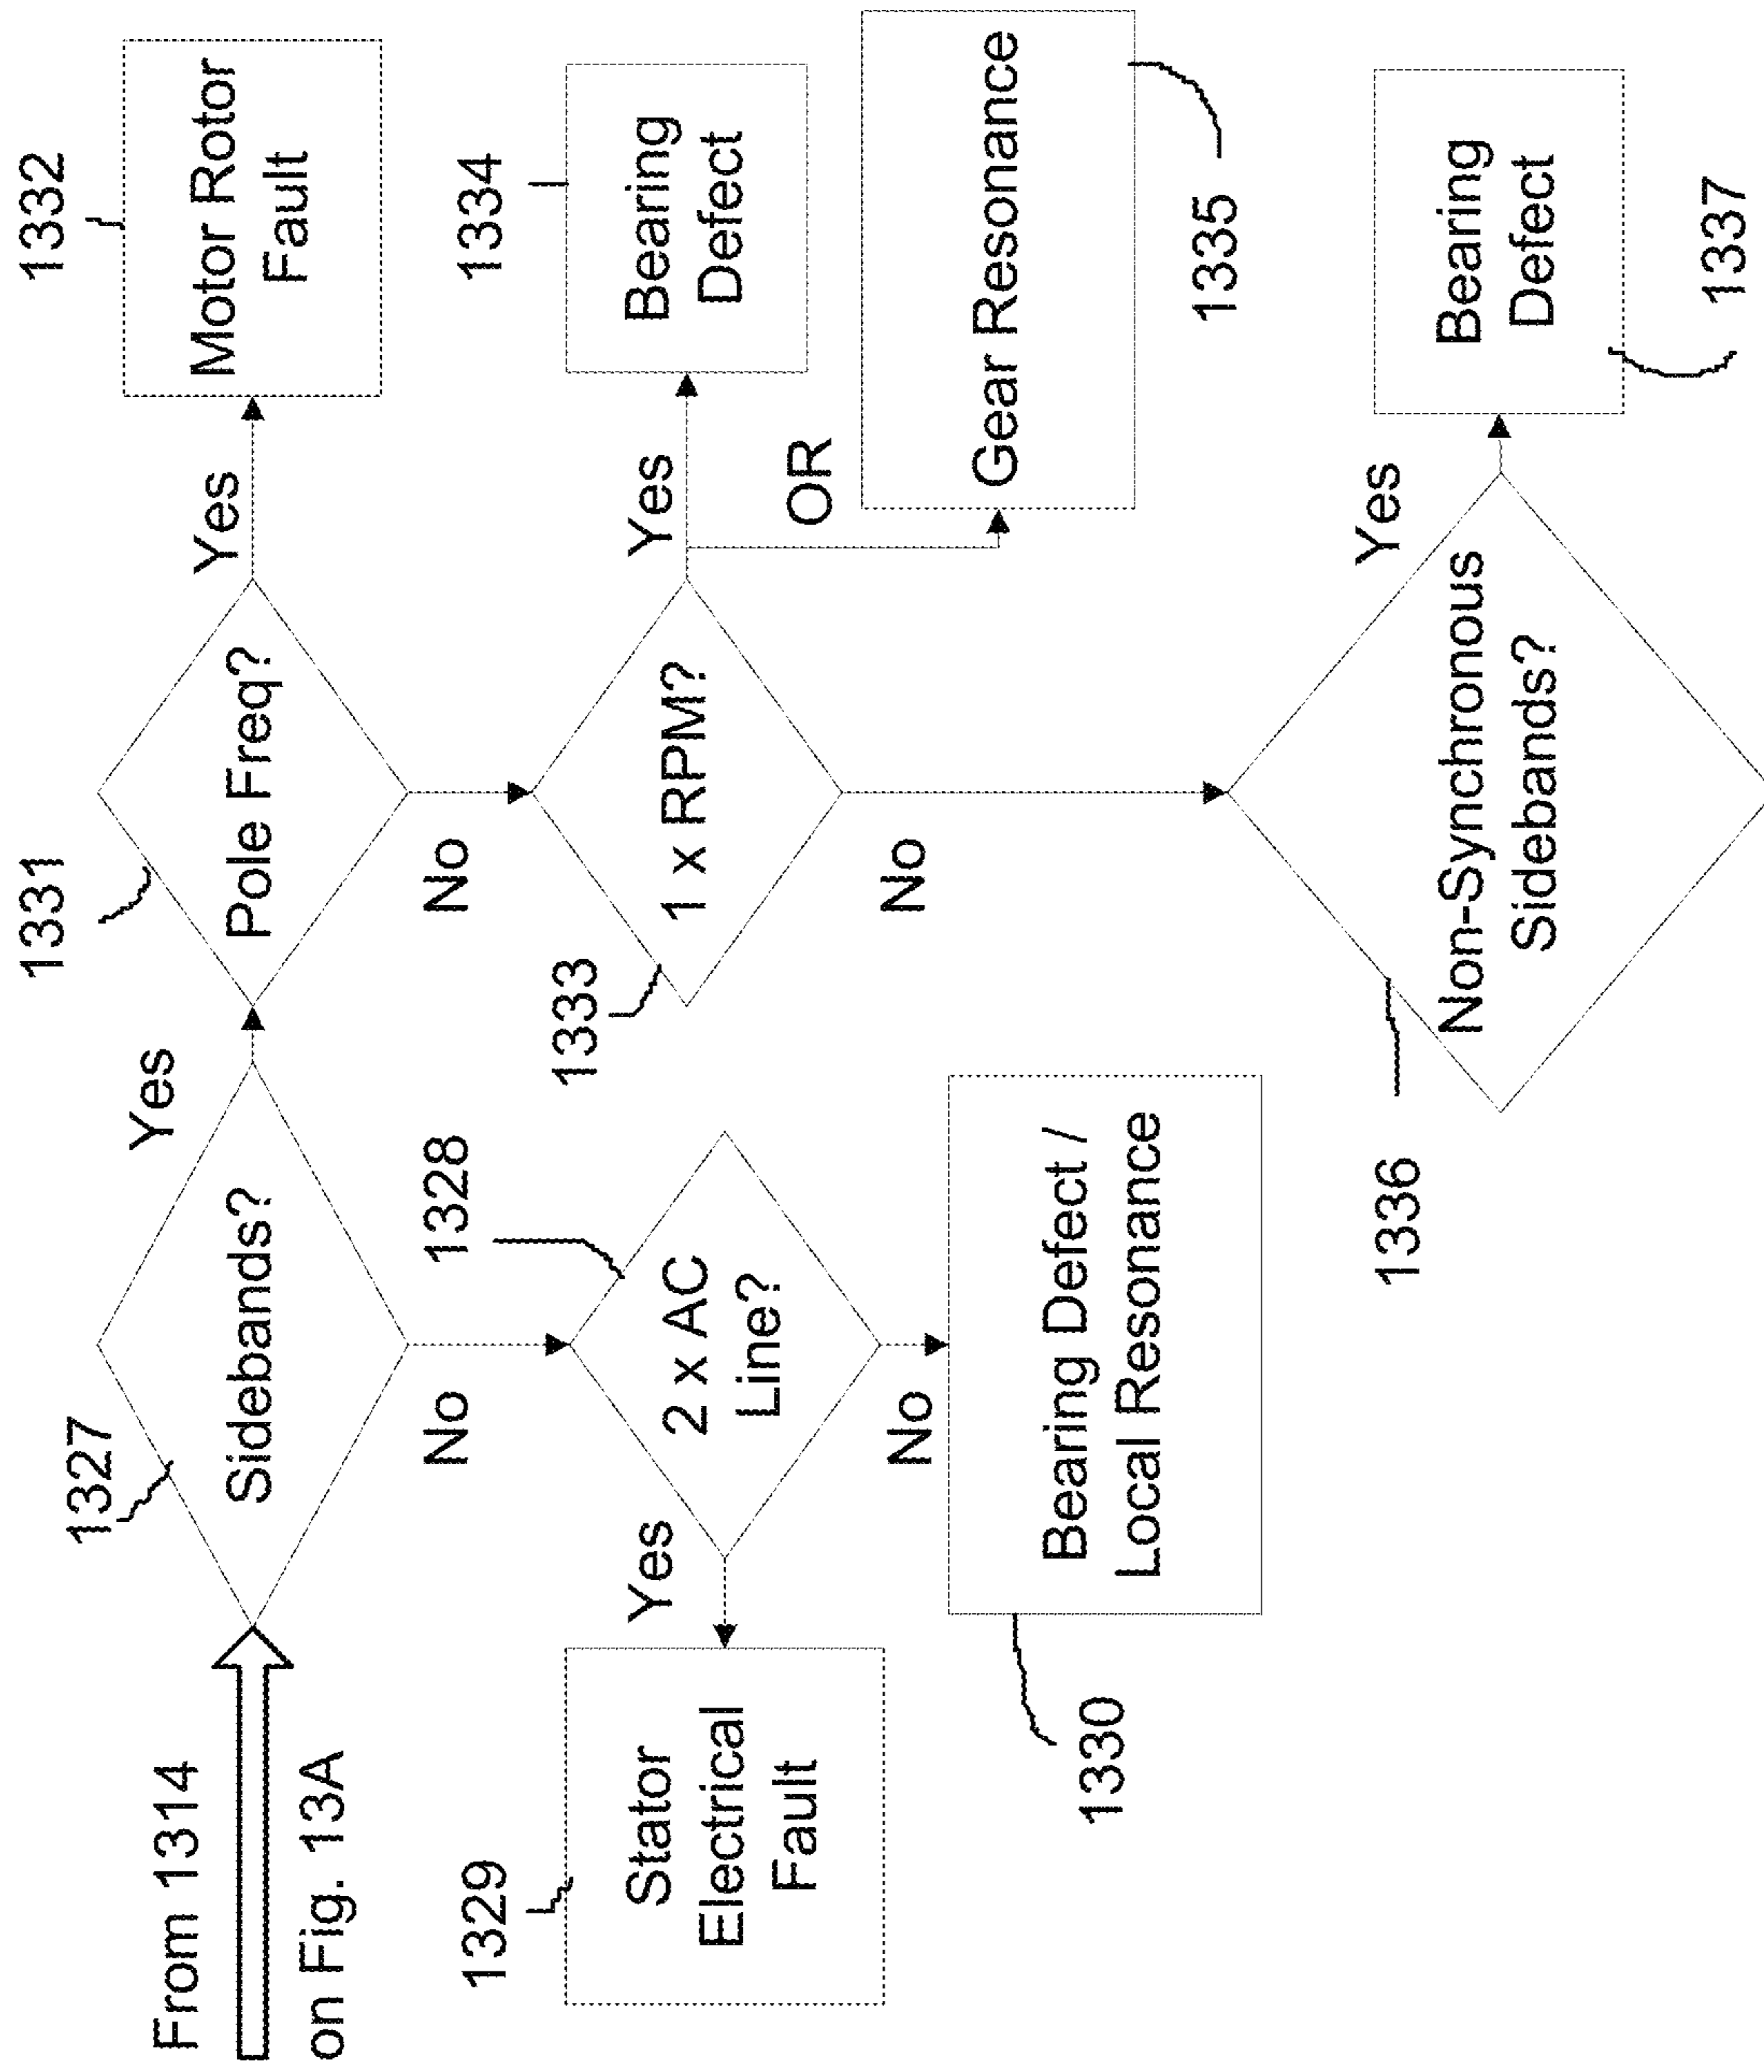 From 1314
on Fig. 13A
1327
Sidebands?
Yes
1331
Pole Freq?
Yes
1332
Motor Rotor
Fault
No
No
1329
Stator
Electrical
Fault
Yes
1328
2 x AC
Line?
No
1330
Bearing Defect /
Local Resonance
1333
1 x RPM?
Yes
1334
Bearing
Defect
OR
Gear Resonance
1335
No
1336
Non-Synchronous
Sidebands?
Yes
Bearing
Defect
1337